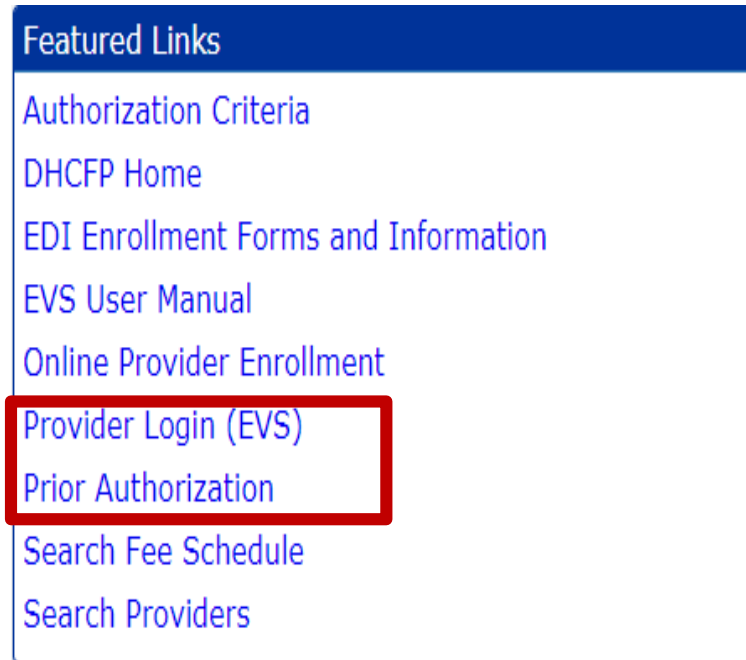 Featured Links
Authorization Criteria
DHCFP Home
EDI Enrollment Forms and Information
EVS User Manual
Online Provider Enrollment
Provider Login (EVS)
Prior Authorization
Search Fee Schedule
Search Providers